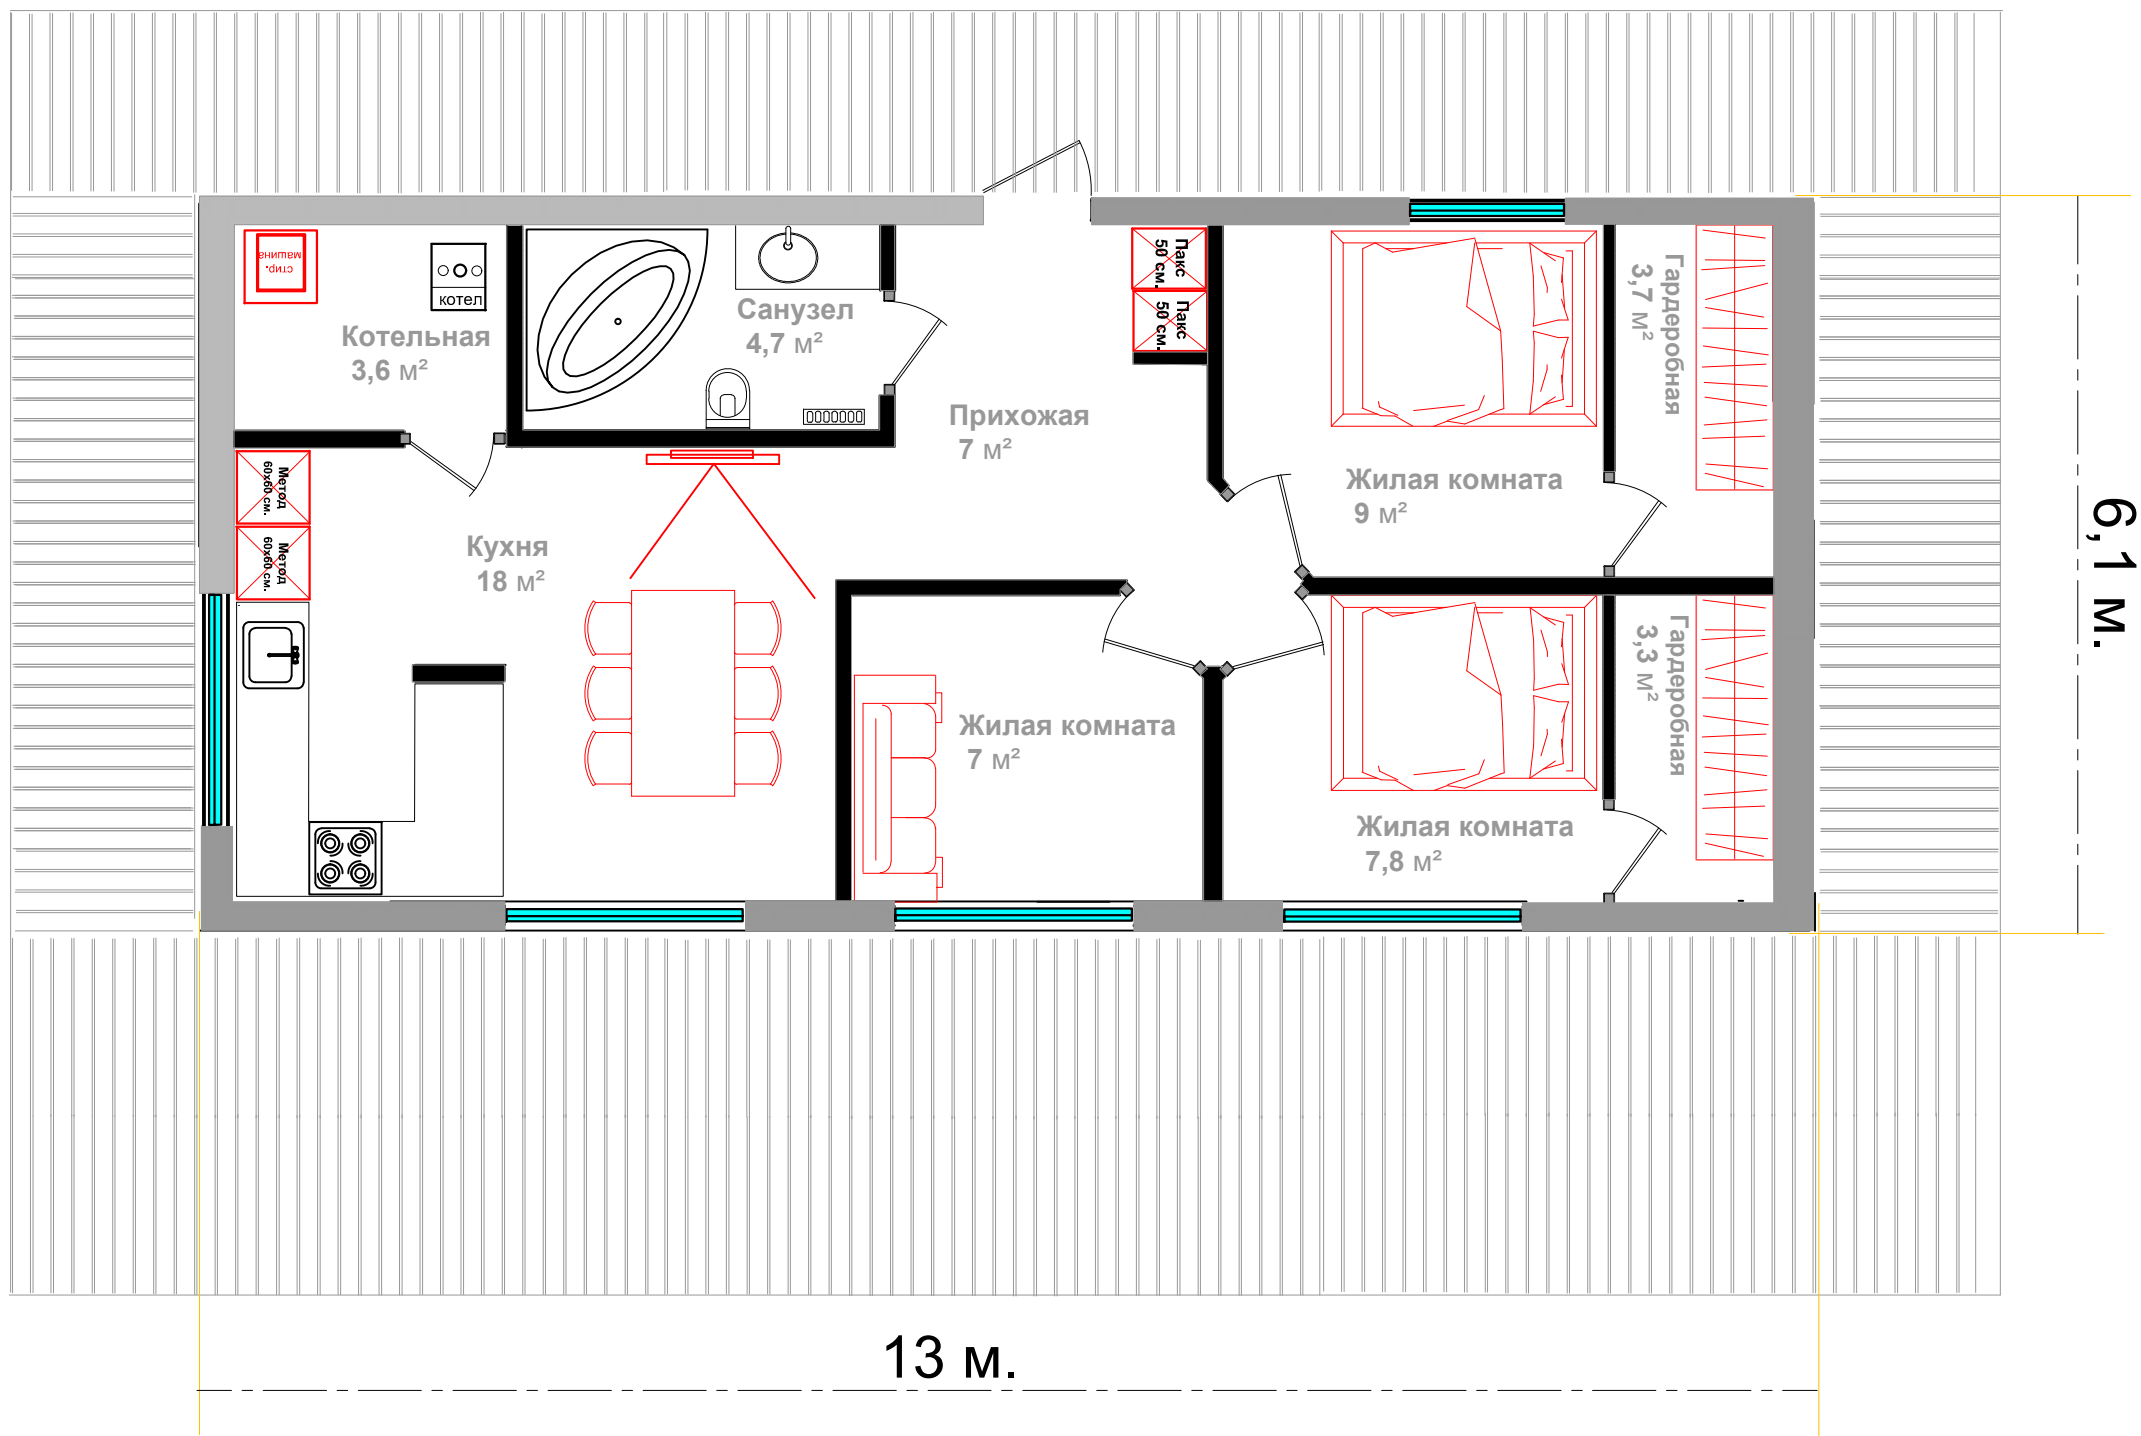 стир.
машина
котел
Котельная
3,6 м²
Санузел
4,7 м²
Прихожая
7 м²
Пакс
50 см.
Пакс
50 см.
Жилая комната
9 м²
Гардеробная
3,7 м²
Метод
60х60 см.
Метод
60х60 см.
Кухня
18 м²
Жилая комната
7 м²
Жилая комната
7,8 м²
Гардеробная
3,3 м²
6,1 м.
13 м.